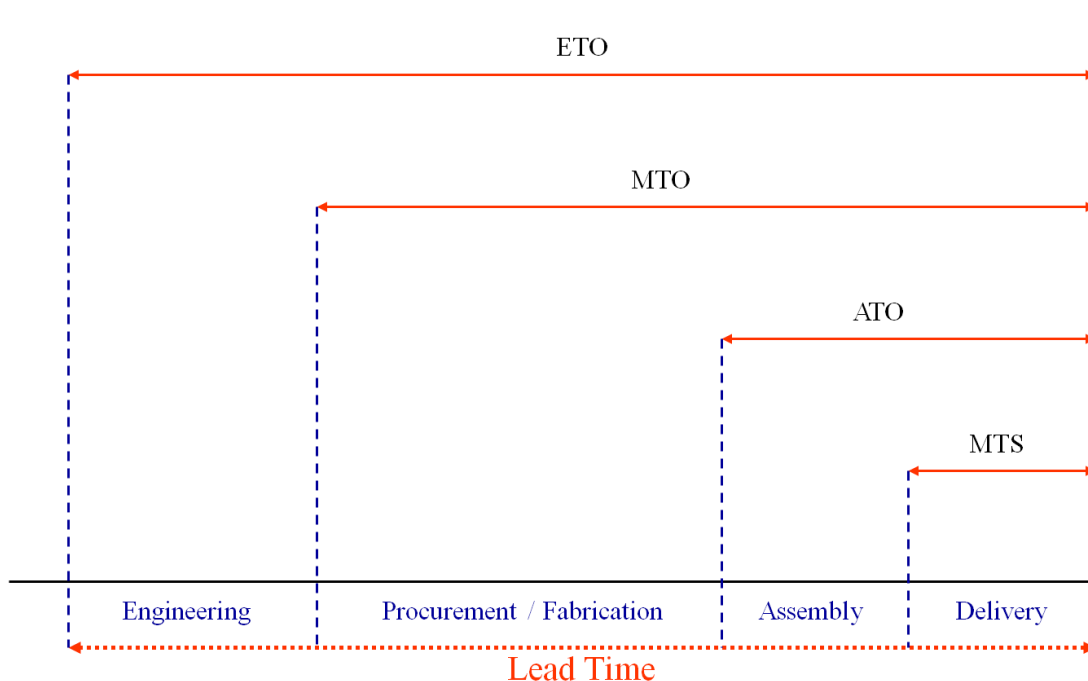 ETO
MTO
ATO
MTS
Engineering
Procurement / Fabrication
Assembly
Delivery
Lead Time